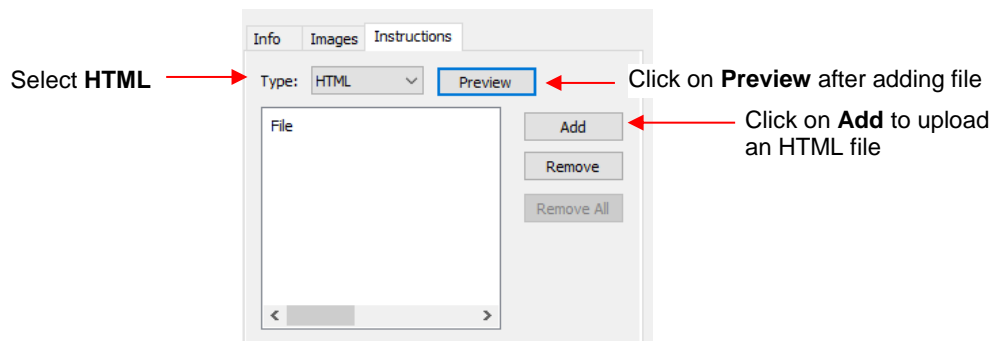 Info Images Instructions
Select HTML Type: HTML Preview Click on Preview after adding file
File Add Click on Add to upload
an HTML file
Remove
Remove All